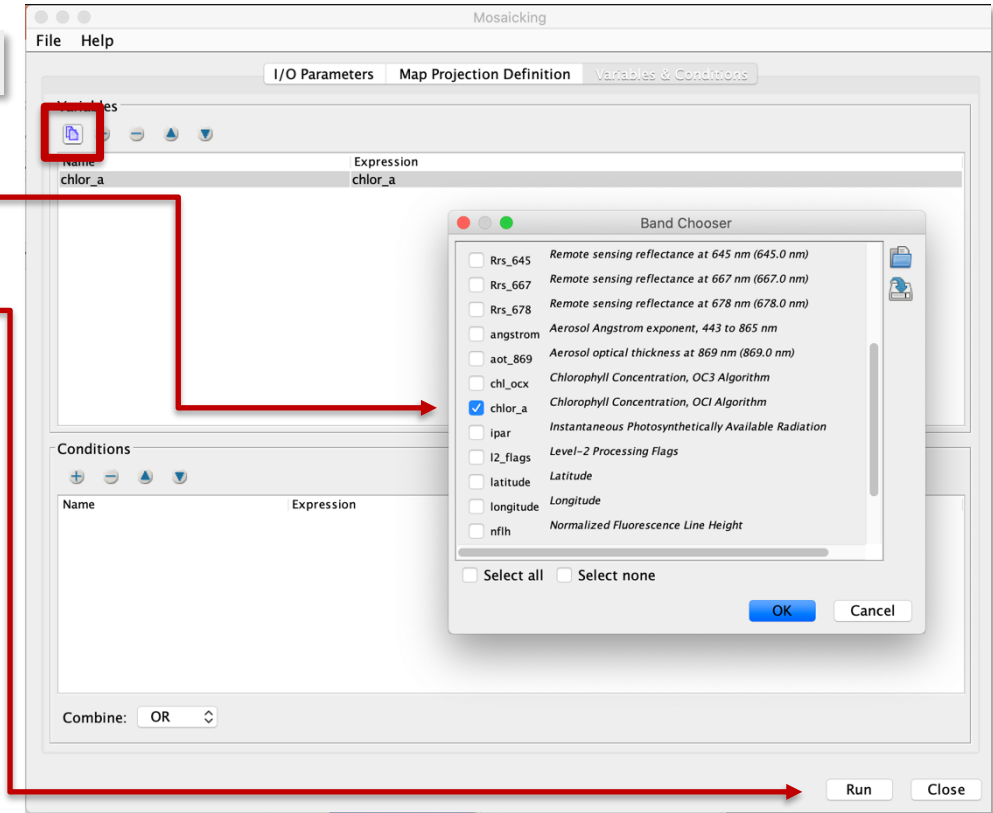 Mosaicking
File Help
I/O Parameters Map Projection Definition Variables & Conditions
Variables
Name Expression
chlor_a chlor_a
Band Chooser
Rrs_645 Remote sensing reflectance at 645 nm (645.0 nm)
Rrs_667 Remote sensing reflectance at 667 nm (667.0 nm)
Rrs_678 Remote sensing reflectance at 678 nm (678.0 nm)
angstrom Aerosol Angstrom exponent, 443 to 865 nm
aot_869 Aerosol optical thickness at 869 nm (869.0 nm)
chl_ocx Chlorophyll Concentration, OC3 Algorithm
chlor_a Chlorophyll Concentration, OCI Algorithm
ipar Instantaneous Photosynthetically Available Radiation
l2_flags Level-2 Processing Flags
latitude Latitude
longitude Longitude
nflh Normalized Fluorescence Line Height
Select all Select none
OK Cancel
Conditions
Name Expression
Combine: OR
Run Close